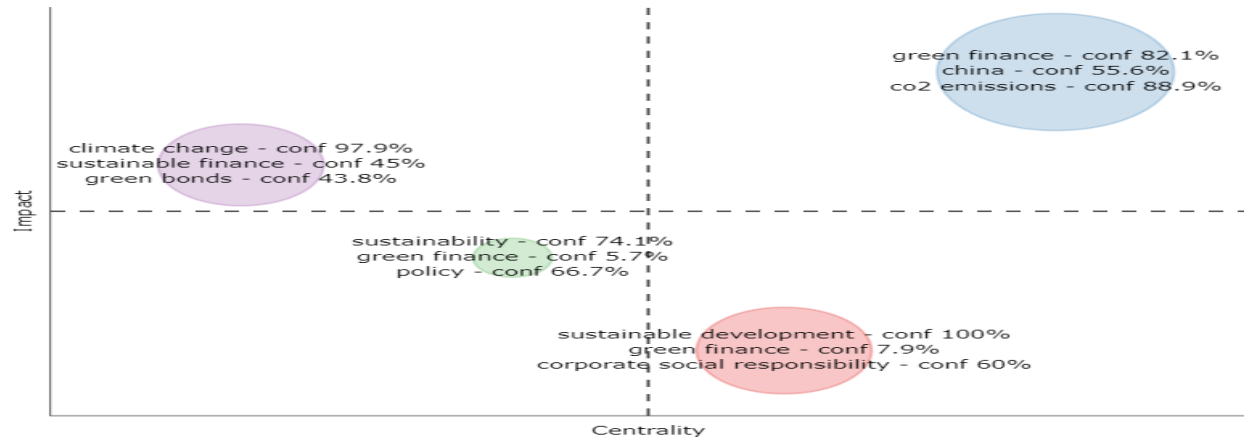 green finance - conf 82.1%
china - conf 55.6%
co2 emissions - conf 88.9%
climate change - conf 97.9%
sustainable finance - conf 45%
green bonds - conf 43.8%
Impact
sustainability - conf 74.1%
green finance - conf 5.7%
policy - conf 66.7%
sustainable development - conf 100%
green finance - conf 7.9%
corporate social responsibility - conf 60%
Centrality